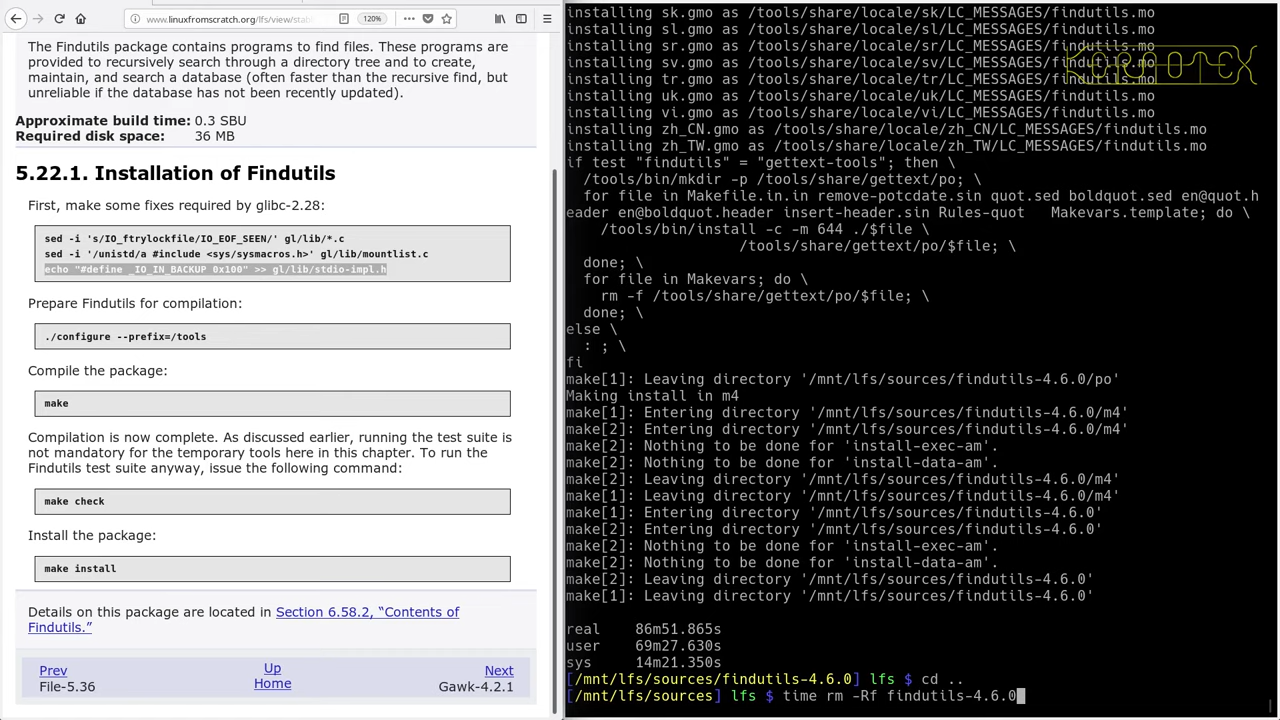 www.linuxfromscratch.org/lfs/view/stab
120%
The Findutils package contains programs to find files. These programs are
provided to recursively search through a directory tree and to create,
maintain, and search a database (often faster than the recursive find, but
unreliable if the database has not been recently updated).
Approximate build time: 0.3 SBU
Required disk space: 36 MB
5.22.1. Installation of Findutils
First, make some fixes required by glibc-2.28:
sed -i 's/IO_ftrylockfile/IO_EOF_SEEN/' gl/lib/*.c
sed -i '/unistd/a #include <sys/sysmacros.h>' gl/lib/mountlist.c
echo "#define _IO_IN_BACKUP 0x100" >> gl/lib/stdio-impl.h
Prepare Findutils for compilation:
./configure --prefix=/tools
Compile the package:
make
Compilation is now complete. As discussed earlier, running the test suite is
not mandatory for the temporary tools here in this chapter. To run the
Findutils test suite anyway, issue the following command:
make check
Install the package:
make install
Details on this package are located in Section 6.58.2, “Contents of
Findutils.”
Prev
File-5.36
Up
Home
Next
Gawk-4.2.1
installing sk.gmo as /tools/share/locale/sk/LC_MESSAGES/findutils.mo
installing sl.gmo as /tools/share/locale/sl/LC_MESSAGES/findutils.mo
installing sr.gmo as /tools/share/locale/sr/LC_MESSAGES/findutils.mo
installing sv.gmo as /tools/share/locale/sv/LC_MESSAGES/findutils.mo
installing tr.gmo as /tools/share/locale/tr/LC_MESSAGES/findutils.mo
installing uk.gmo as /tools/share/locale/uk/LC_MESSAGES/findutils.mo
installing vi.gmo as /tools/share/locale/vi/LC_MESSAGES/findutils.mo
installing zh_CN.gmo as /tools/share/locale/zh_CN/LC_MESSAGES/findutils.mo
installing zh_TW.gmo as /tools/share/locale/zh_TW/LC_MESSAGES/findutils.mo
if test "findutils" = "gettext-tools"; then \
/tools/bin/mkdir -p /tools/share/gettext/po; \
for file in Makefile.in.in remove-potcdate.sin quot.sed boldquot.sed en@quot.h
eader en@boldquot.header insert-header.sin Rules-quot Makevars.template; do \
/tools/bin/install -c -m 644 ./$file \
/tools/share/gettext/po/$file; \
done; \
for file in Makevars; do \
rm -f /tools/share/gettext/po/$file; \
done; \
else \
: ; \
fi
make[1]: Leaving directory '/mnt/lfs/sources/findutils-4.6.0/po'
Making install in m4
make[1]: Entering directory '/mnt/lfs/sources/findutils-4.6.0/m4'
make[2]: Entering directory '/mnt/lfs/sources/findutils-4.6.0/m4'
make[2]: Nothing to be done for 'install-exec-am'.
make[2]: Nothing to be done for 'install-data-am'.
make[2]: Leaving directory '/mnt/lfs/sources/findutils-4.6.0/m4'
make[1]: Leaving directory '/mnt/lfs/sources/findutils-4.6.0/m4'
make[1]: Entering directory '/mnt/lfs/sources/findutils-4.6.0'
make[2]: Entering directory '/mnt/lfs/sources/findutils-4.6.0'
make[2]: Nothing to be done for 'install-exec-am'.
make[2]: Nothing to be done for 'install-data-am'.
make[2]: Leaving directory '/mnt/lfs/sources/findutils-4.6.0'
make[1]: Leaving directory '/mnt/lfs/sources/findutils-4.6.0'
real 86m51.865s
user 69m27.630s
sys 14m21.350s
[/mnt/lfs/sources/findutils-4.6.0] lfs $ cd ..
[/mnt/lfs/sources] lfs $ time rm -Rf findutils-4.6.0